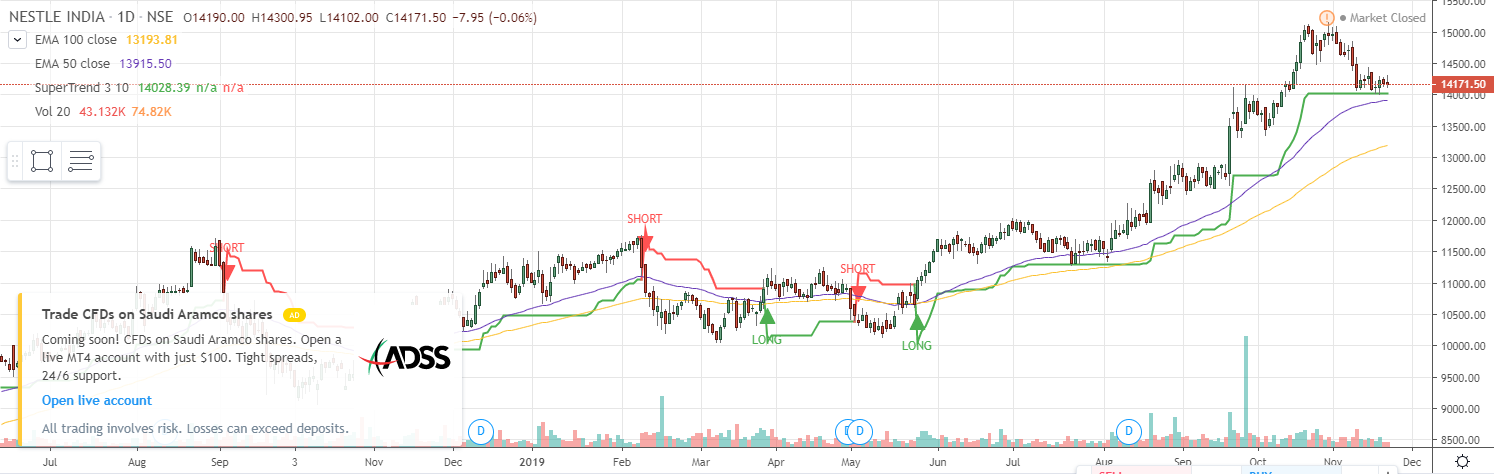 NESTLE INDIA · 1D · NSE O14190.00 H14300.95 L14102.00 C14171.50 −7.95 (−0.06%)
Market Closed
EMA 100 close 13193.81
EMA 50 close 13915.50
SuperTrend 3 10 14028.39 n/a n/a
Vol 20 43.132K 74.82K
15500.00
15000.00
14500.00
14171.50
14000.00
13500.00
13000.00
12500.00
12000.00
11500.00
11000.00
10500.00
10000.00
9500.00
9000.00
8500.00
SHORT
SHORT
SHORT
LONG
LONG
Trade CFDs on Saudi Aramco shares AD
Coming soon! CFDs on Saudi Aramco shares. Open a
live MT4 account with just $100. Tight spreads,
24/6 support.
ADSS
Open live account
All trading involves risk. Losses can exceed deposits.
D D D D
Jul Aug Sep 3 Nov Dec 2019 Feb Mar Apr May Jun Jul Aug Sep Oct Nov Dec
SELL BUY